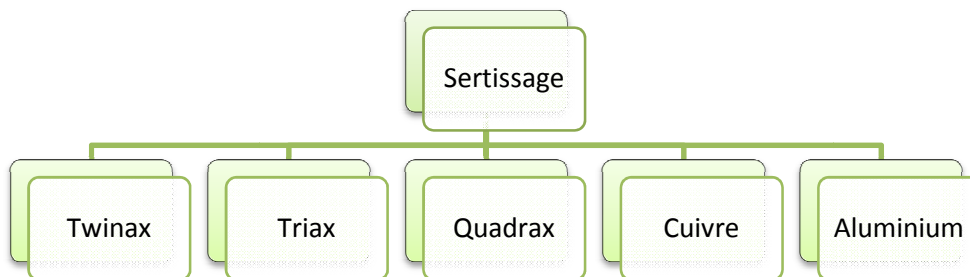 Sertissage
Twinax
Triax
Quadrax
Cuivre
Aluminium